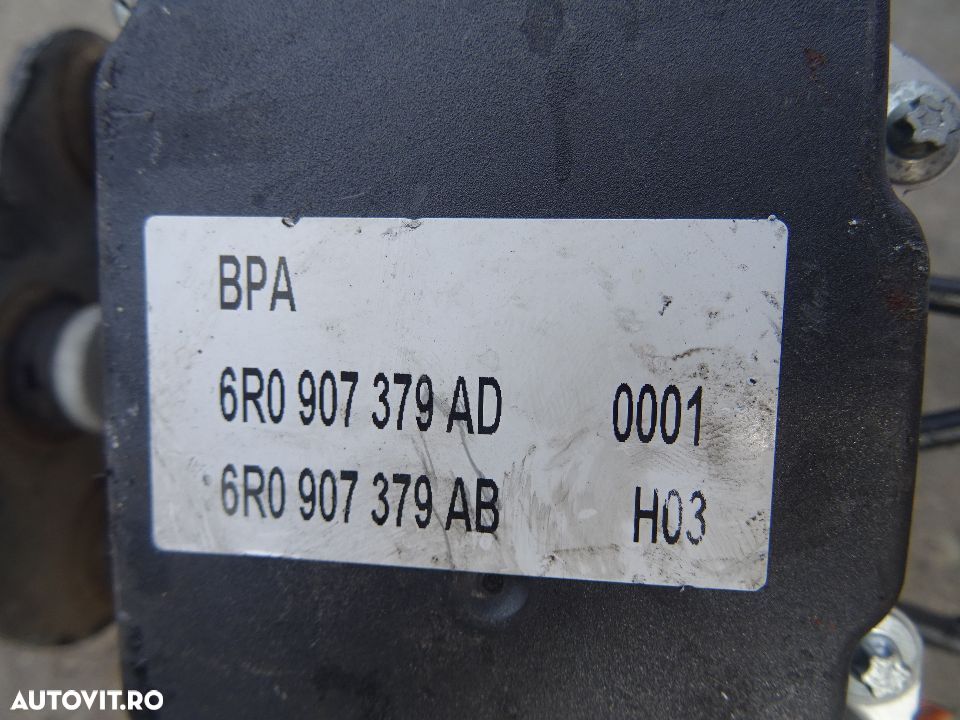 BPA
6R0 907 379 AD 0001
6R0 907 379 AB H03
AUTOVIT.RO